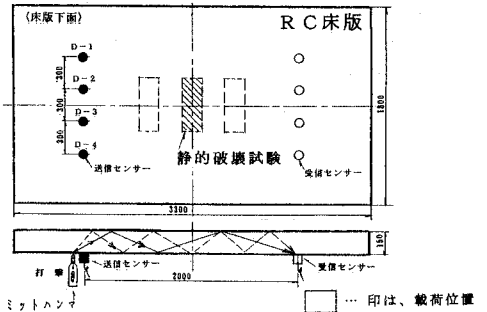 〈床版下面〉
RC床版
D-1
300
D-2
300
D-3
300
D-4
送信センサー
静的破壊試験
受信センサー
1800
3300
打撃
送信センサー
2000
受信センサー
シュミットハンマ
… 印は、載荷位置